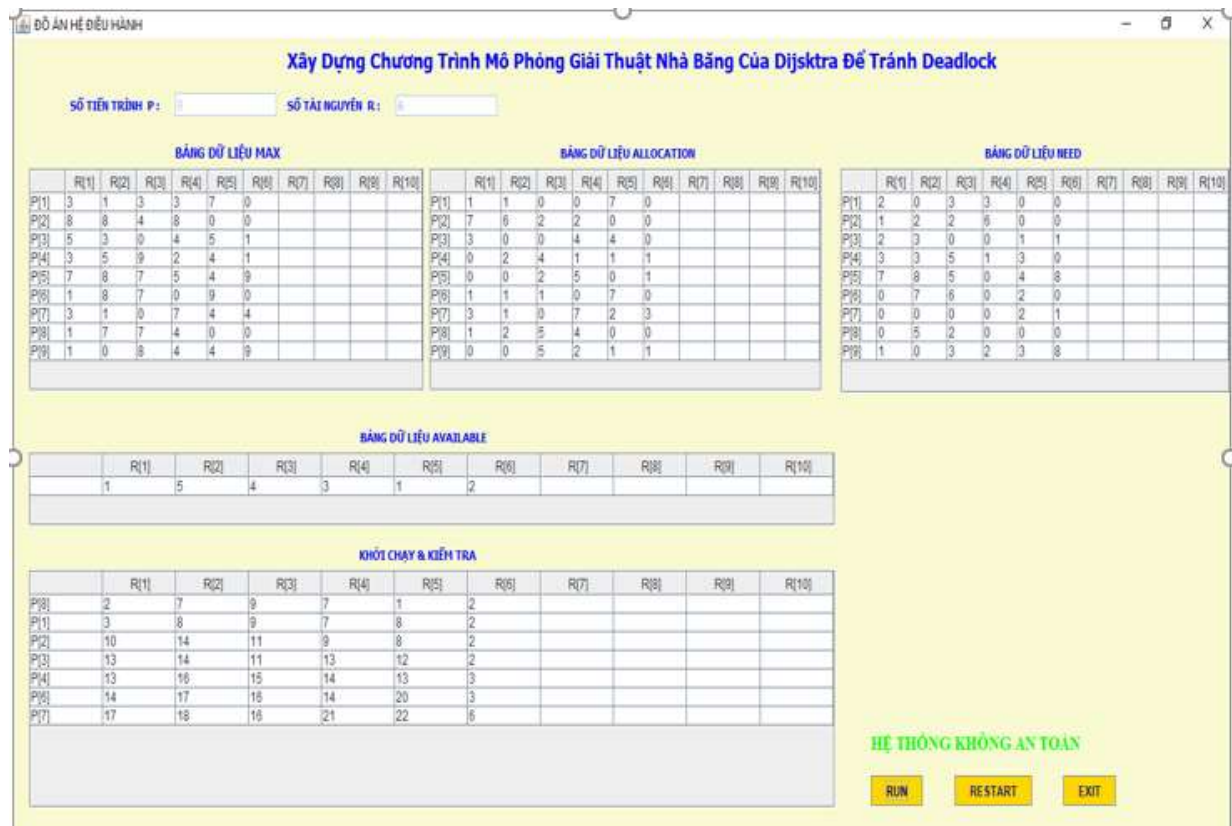 ĐỒ ÁN HỆ ĐIỀU HÀNH
Xây Dựng Chương Trình Mô Phỏng Giải Thuật Nhà Băng Của Dijsktra Để Tránh Deadlock
SỐ TIẾN TRÌNH P : SỐ TÀI NGUYÊN R :
BẢNG DỮ LIỆU MAX
R[1] R[2] R[3] R[4] R[5] R[6] R[7] R[8] R[9] R[10]
P[1] 3 1 3 3 7 0
P[2] 8 8 4 8 0 0
P[3] 5 3 0 4 5 1
P[4] 3 5 9 2 4 1
P[5] 7 8 7 5 4 9
P[6] 1 8 7 0 9 0
P[7] 3 1 0 7 4 4
P[8] 1 7 7 4 0 0
P[9] 1 0 8 4 4 9
BẢNG DỮ LIỆU ALLOCATION
R[1] R[2] R[3] R[4] R[5] R[6] R[7] R[8] R[9] R[10]
P[1] 1 1 0 0 7 0
P[2] 7 6 2 2 0 0
P[3] 3 0 0 4 4 0
P[4] 0 2 4 1 1 1
P[5] 0 0 2 5 0 1
P[6] 1 1 1 0 7 0
P[7] 3 1 0 7 2 3
P[8] 1 2 5 4 0 0
P[9] 0 0 5 2 1 1
BẢNG DỮ LIỆU NEED
R[1] R[2] R[3] R[4] R[5] R[6] R[7] R[8] R[9] R[10]
P[1] 2 0 3 3 0 0
P[2] 1 2 2 6 0 0
P[3] 2 3 0 0 1 1
P[4] 3 3 5 1 3 0
P[5] 7 8 5 0 4 8
P[6] 0 7 6 0 2 0
P[7] 0 0 0 0 2 1
P[8] 0 5 2 0 0 0
P[9] 1 0 3 2 3 8
BẢNG DỮ LIỆU AVAILABLE
R[1] R[2] R[3] R[4] R[5] R[6] R[7] R[8] R[9] R[10]
1 5 4 3 1 2
KHỞI CHẠY & KIỂM TRA
R[1] R[2] R[3] R[4] R[5] R[6] R[7] R[8] R[9] R[10]
P[8] 2 7 9 7 1 2
P[1] 3 8 9 7 8 2
P[2] 10 14 11 9 8 2
P[3] 13 14 11 13 12 2
P[4] 13 16 15 14 13 3
P[6] 14 17 16 14 20 3
P[7] 17 18 16 21 22 6
HỆ THỐNG KHÔNG AN TOÀN
RUN RESTART EXIT